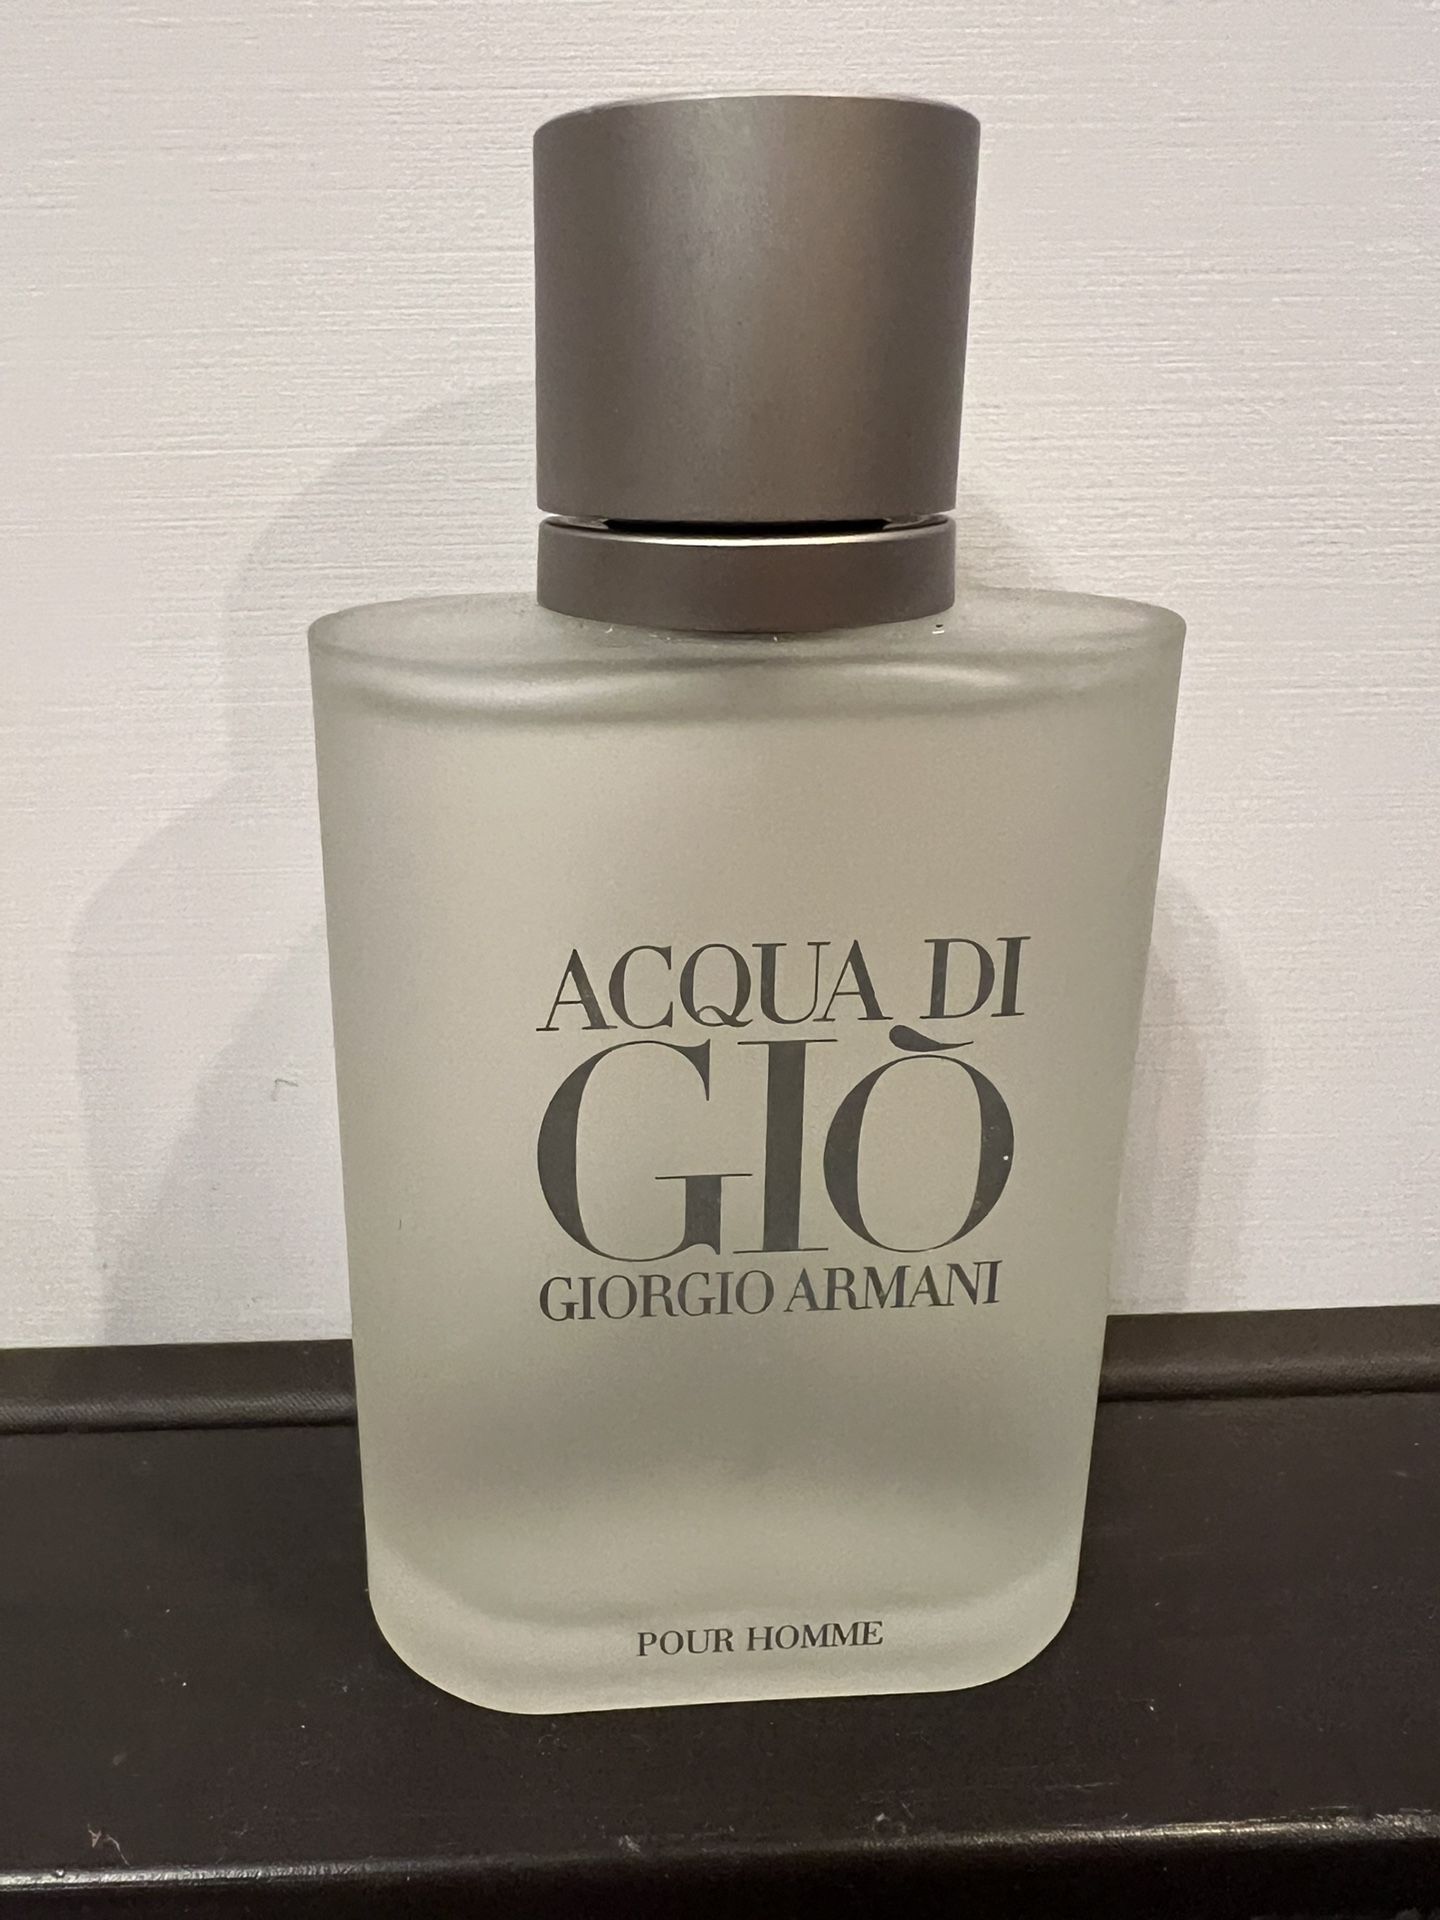 ACQUA DI
GIÒ
GIORGIO ARMANI
POUR HOMME